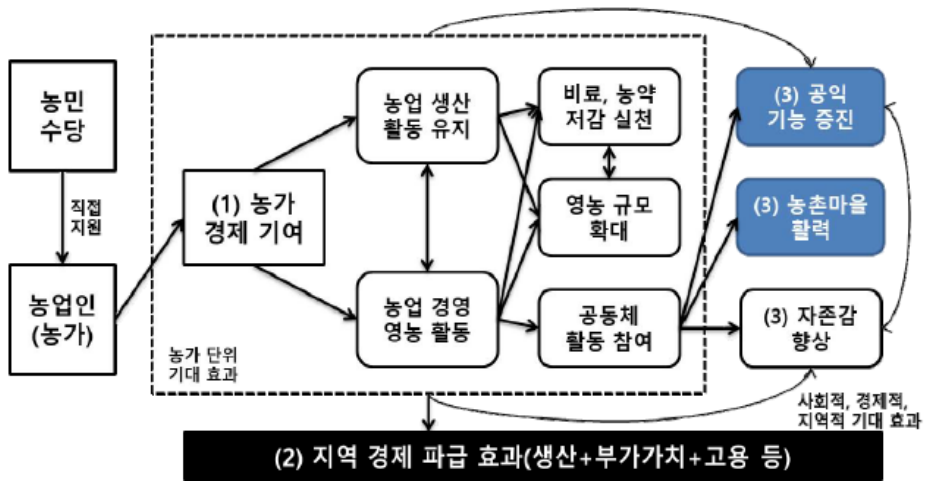 농민
수당
직접
지원
농업인
(농가)
(1) 농가
경제 기여
농업 생산
활동 유지
농업 경영
영농 활동
농가 단위
기대 효과
비료, 농약
저감 실천
영농 규모
확대
공동체
활동 참여
(3) 공익
기능 증진
(3) 농촌마을
활력
(3) 자존감
향상
사회적, 경제적,
지역적 기대 효과
(2) 지역 경제 파급 효과(생산+부가가치+고용 등)